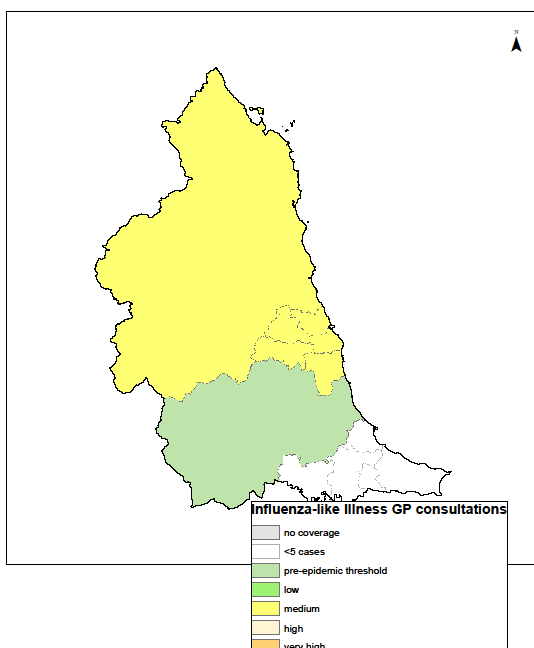 N
Influenza-like Illness GP consultations
no coverage
<5 cases
pre-epidemic threshold
low
medium
high
very high